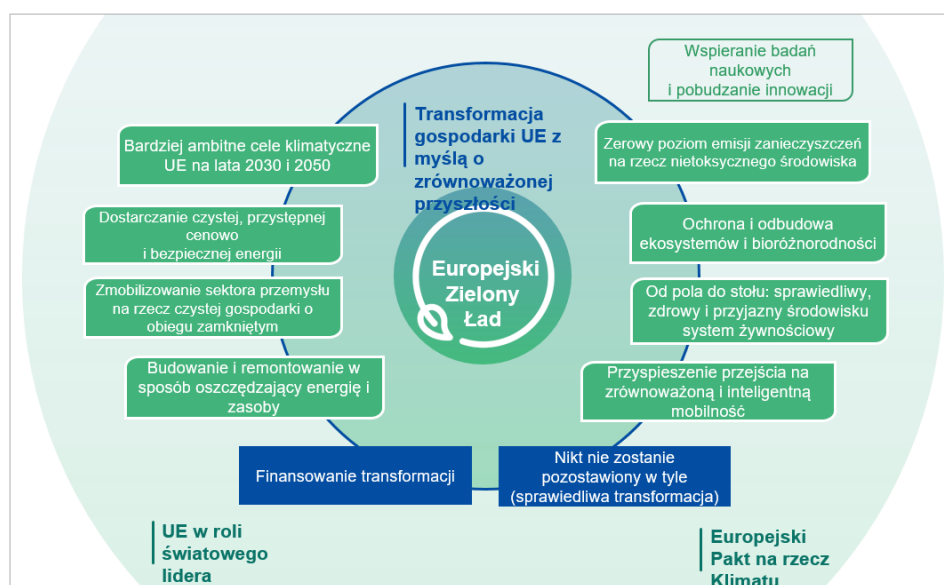 Wspieranie badań
naukowych
i pobudzanie innowacji
Transformacja
gospodarki UE z
myślą o
zrównoważonej
przyszłości
Bardziej ambitne cele klimatyczne
UE na lata 2030 i 2050
Zerowy poziom emisji zanieczyszczeń
na rzecz nietoksycznego środowiska
Dostarczanie czystej, przystępnej
cenowo
i bezpiecznej energii
Ochrona i odbudowa
ekosystemów i bioróżnorodności
Europejski
Zielony
Ład
Zmobilizowanie sektora przemysłu
na rzecz czystej gospodarki o
obiegu zamkniętym
Od pola do stołu: sprawiedliwy,
zdrowy i przyjazny środowisku
system żywnościowy
Budowanie i remontowanie w
sposób oszczędzający energię i
zasoby
Przyspieszenie przejścia na
zrównoważoną i inteligentną
mobilność
Finansowanie transformacji
Nikt nie zostanie
pozostawiony w tyle
(sprawiedliwa transformacja)
UE w roli
światowego
lidera
Europejski
Pakt na rzecz
Klimatu